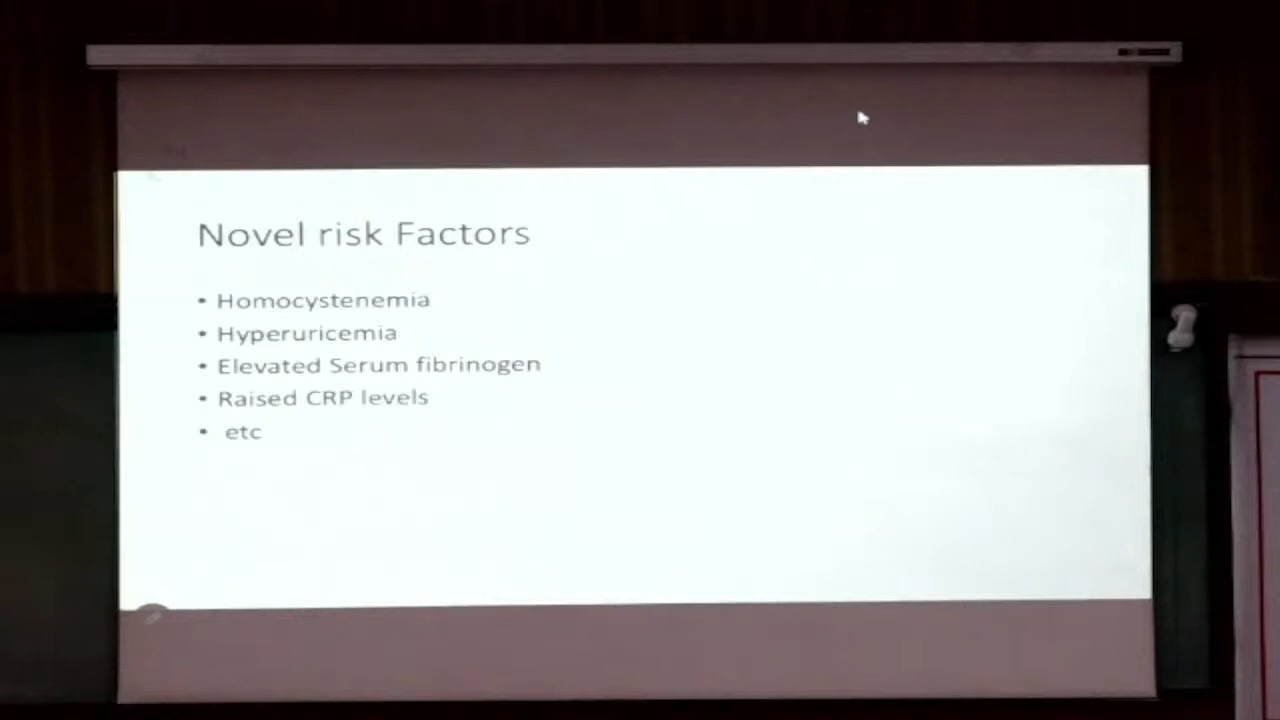 Novel risk Factors
• Homocystenemia
• Hyperuricemia
• Elevated Serum fibrinogen
• Raised CRP levels
• etc